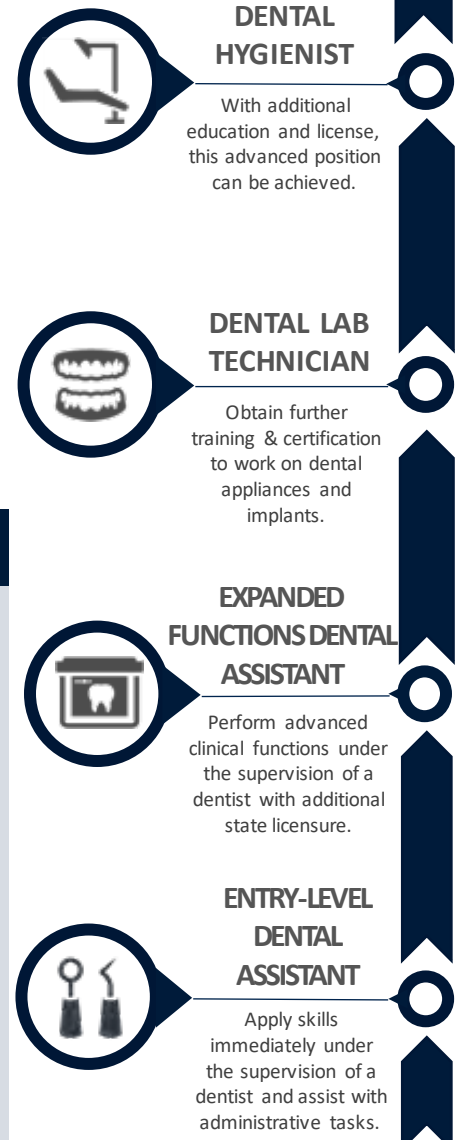 DENTAL
HYGIENIST
With additional
education and license,
this advanced position
can be achieved.
DENTAL LAB
TECHNICIAN
Obtain further
training & certification
to work on dental
appliances and
implants.
EXPANDED
FUNCTIONS DENTAL
ASSISTANT
Perform advanced
clinical functions under
the supervision of a
dentist with additional
state licensure.
ENTRY-LEVEL
DENTAL
ASSISTANT
Apply skills
immediately under
the supervision of a
dentist and assist with
administrative tasks.